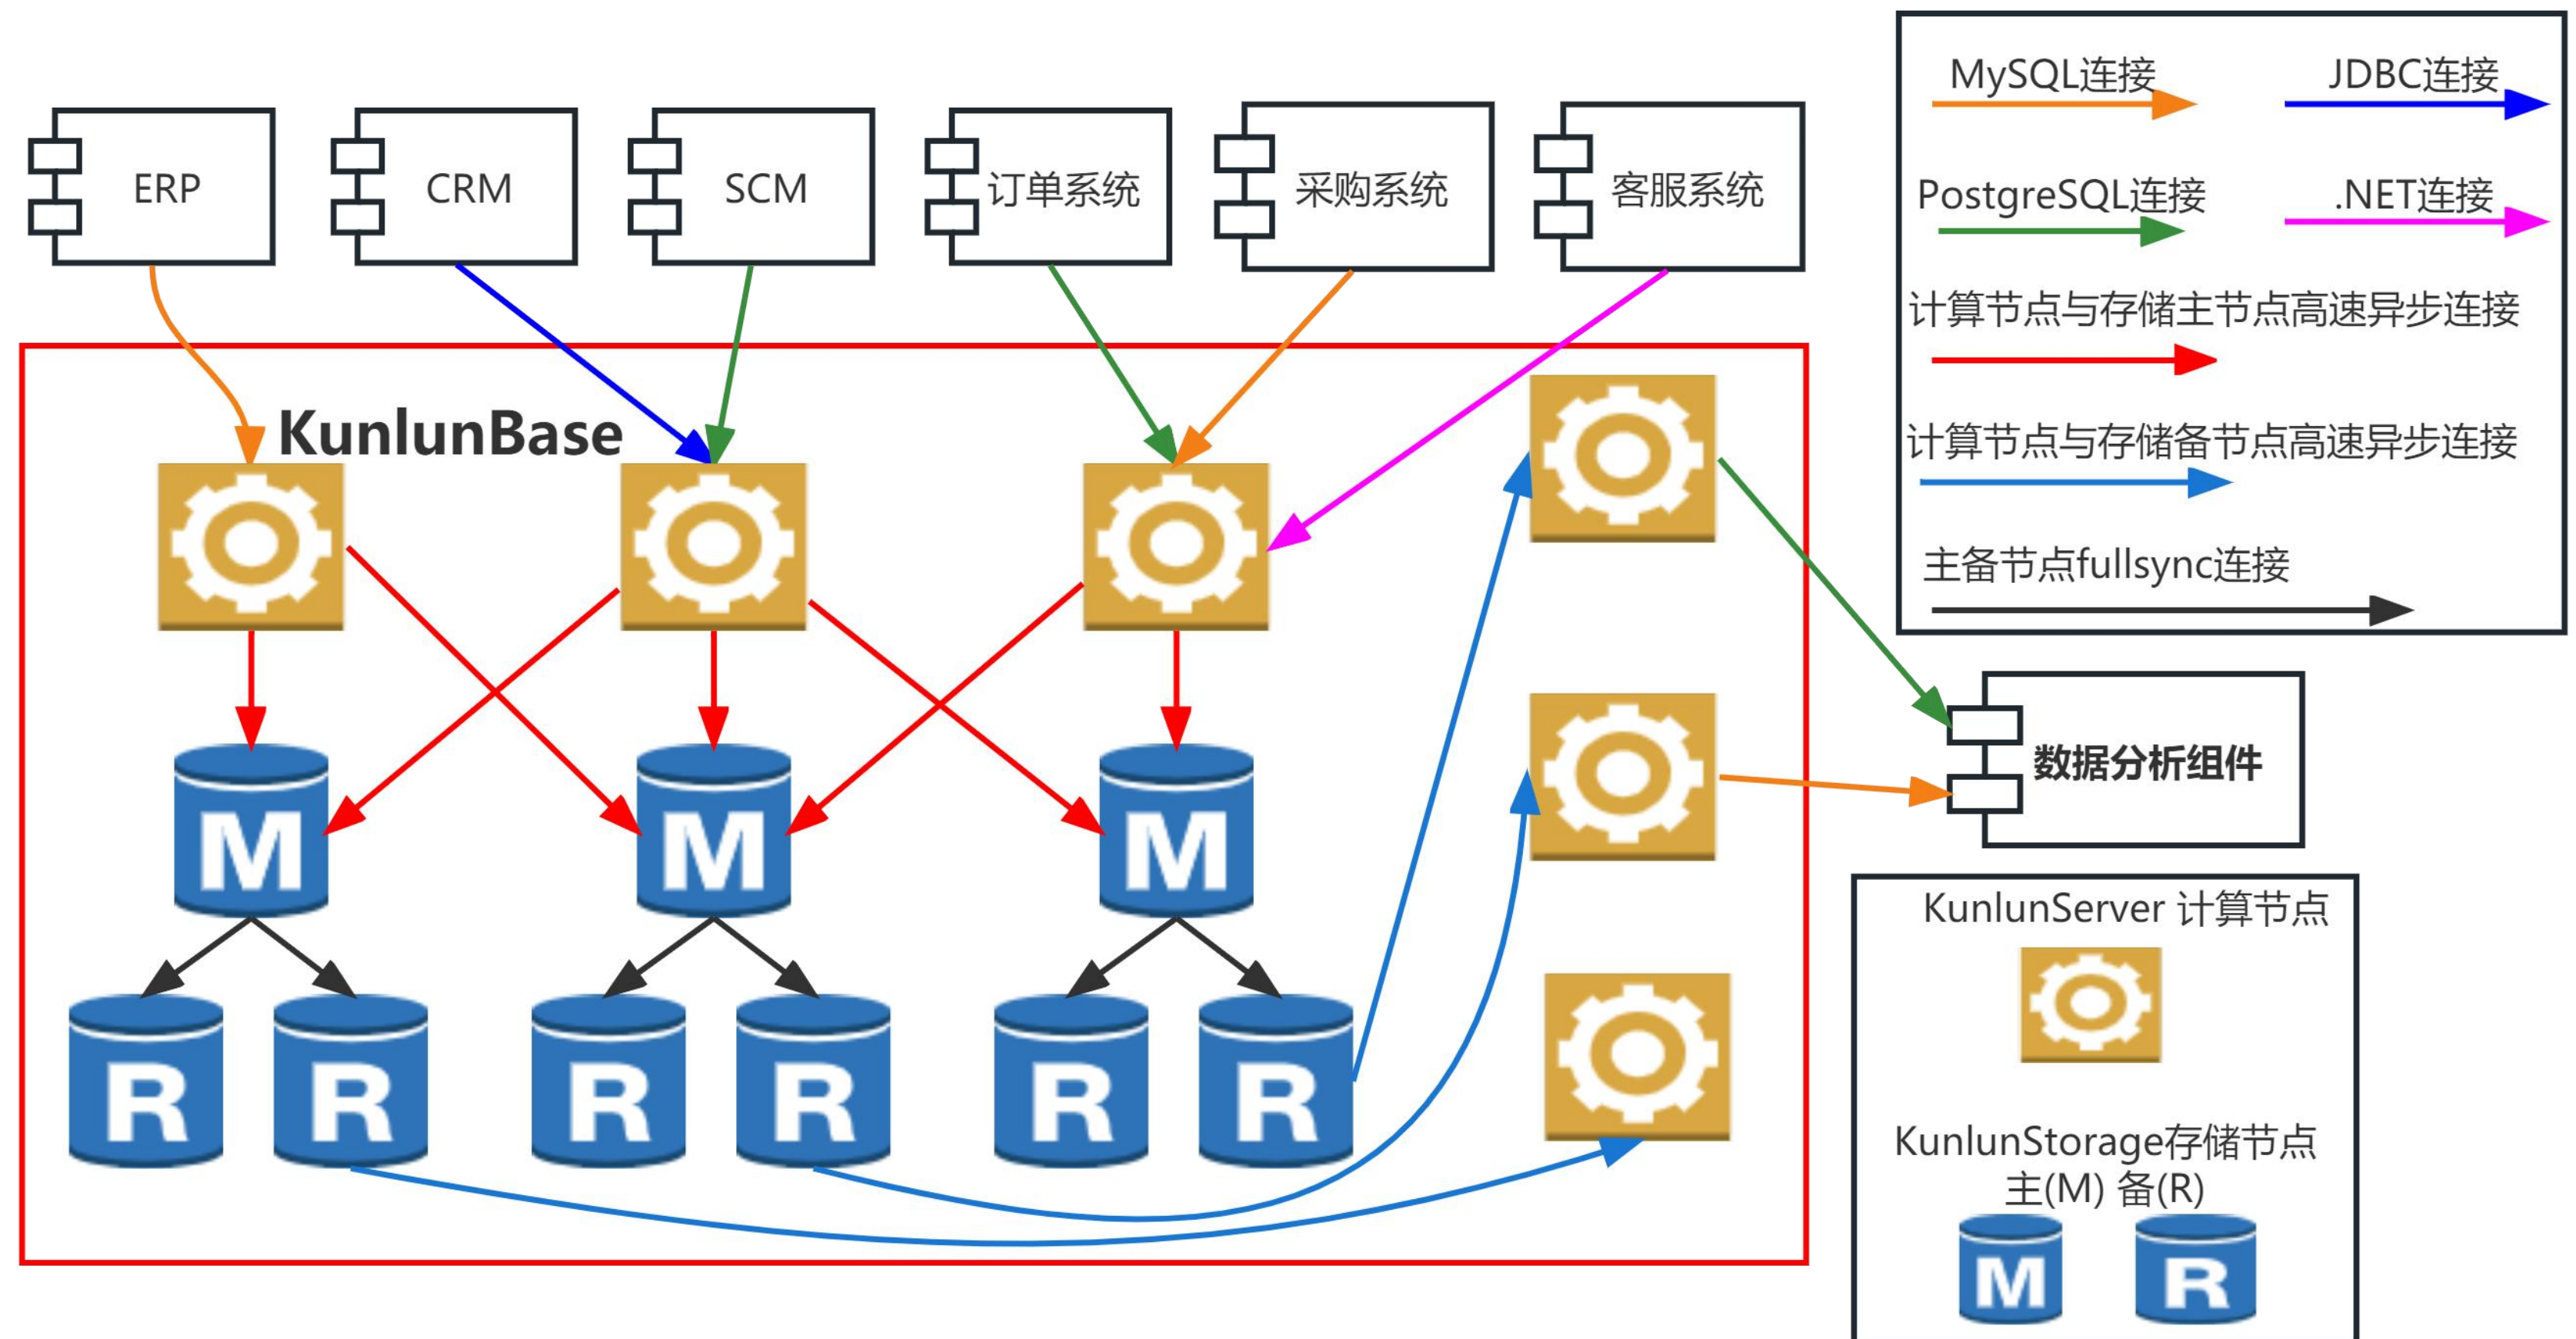 ERP
CRM
SCM
订单系统
采购系统
客服系统
MySQL连接
JDBC连接
PostgreSQL连接
.NET连接
计算节点与存储主节点高速异步连接
计算节点与存储备节点高速异步连接
主备节点fullsync连接
KunlunBase
M
M
M
R
R
R
R
R
R
数据分析组件
KunlunServer 计算节点
KunlunStorage存储节点
主(M) 备(R)
M
R